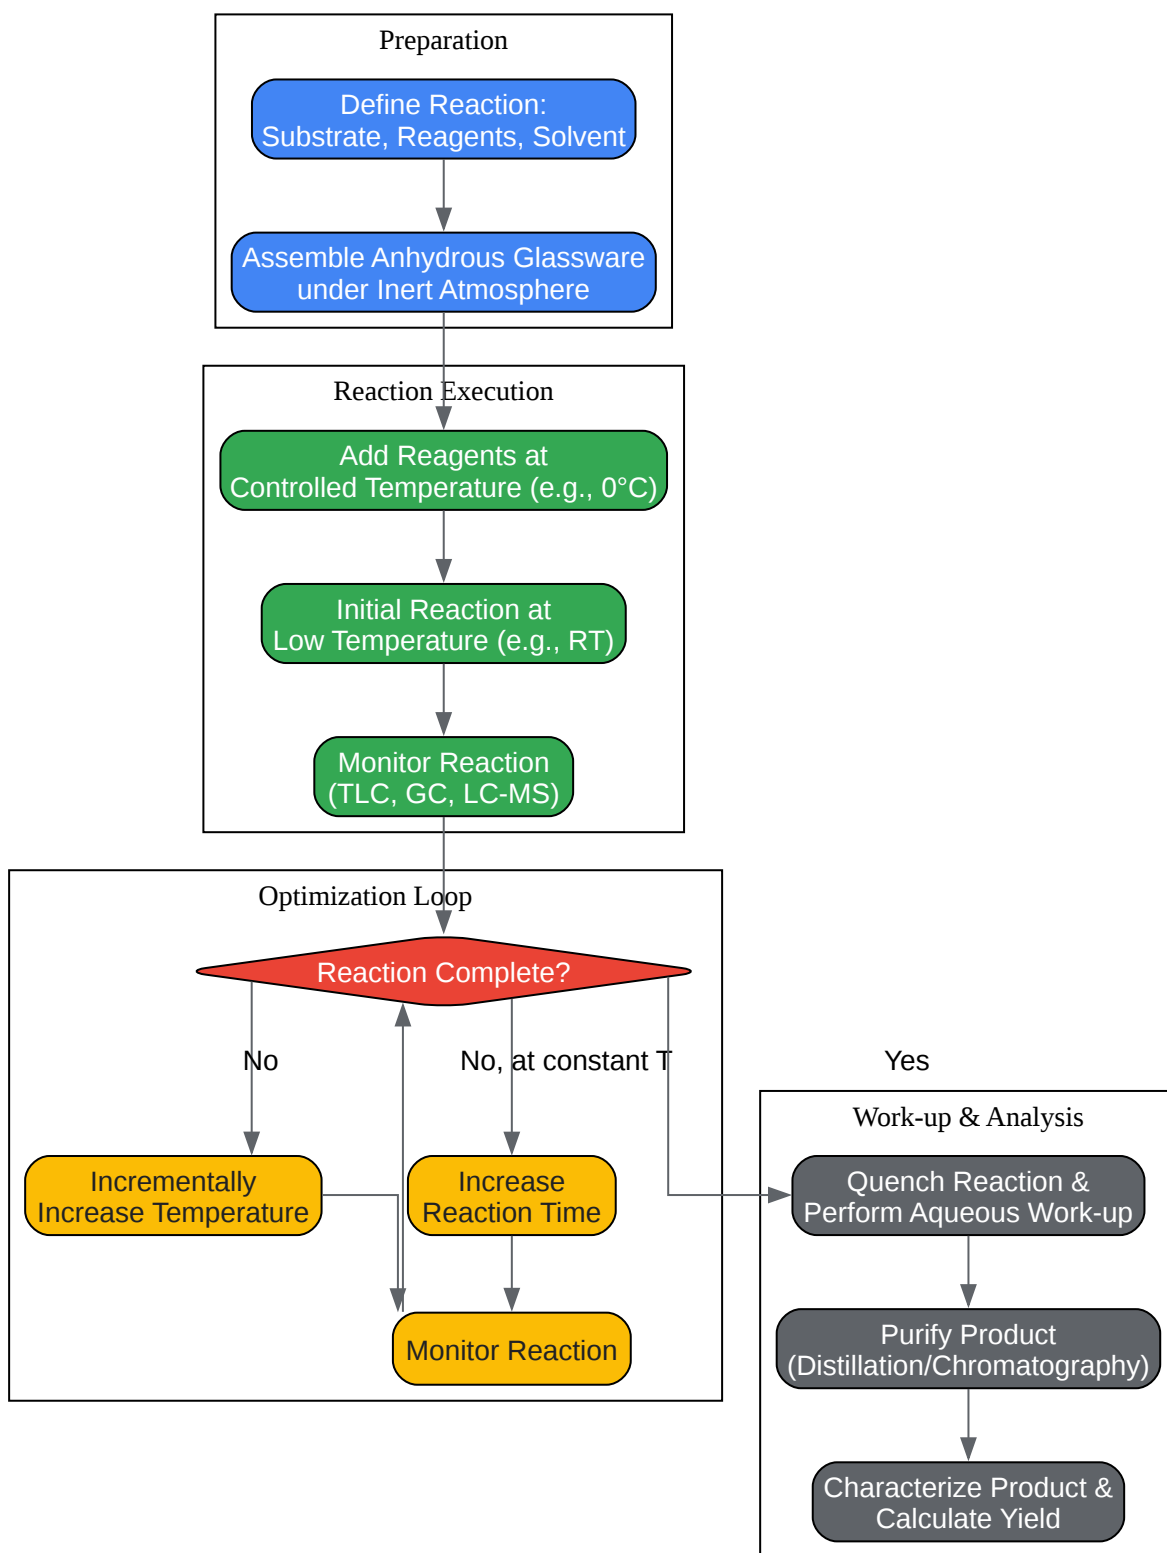 Preparation
Define Reaction:
Substrate, Reagents, Solvent
Assemble Anhydrous Glassware
under Inert Atmosphere
Reaction Execution
Add Reagents at
Controlled Temperature (e.g., 0°C)
Initial Reaction at
Low Temperature (e.g., RT)
Monitor Reaction
(TLC, GC, LC-MS)
Optimization Loop
Reaction Complete?
No
No, at constant T
Yes
Incrementally
Increase Temperature
Increase
Reaction Time
Monitor Reaction
Work-up & Analysis
Quench Reaction &
Perform Aqueous Work-up
Purify Product
(Distillation/Chromatography)
Characterize Product &
Calculate Yield